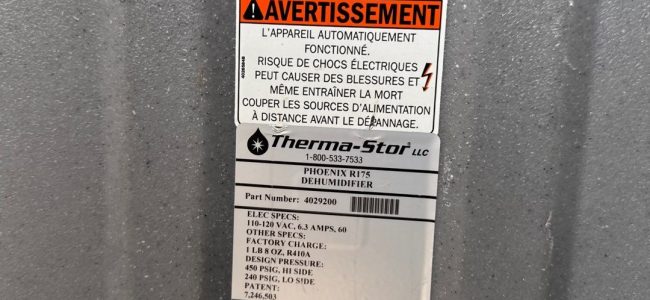 AVERTISSEMENT
L'APPAREIL AUTOMATIQUEMENT
FONCTIONNÉ.
RISQUE DE CHOCS ÉLECTRIQUES
PEUT CAUSER DES BLESSURES ET
MÊME ENTRAÎNER LA MORT
COUPER LES SOURCES D'ALIMENTATION
À DISTANCE AVANT LE DÉPANNAGE.
Therma-Stor LLC
1-800-533-7533
PHOENIX R175
DEHUMIDIFIER
Part Number: 4029200
ELEC SPECS:
110-120 VAC, 6.3 AMPS, 60
OTHER SPECS:
FACTORY CHARGE:
1 LB 8 OZ, R410A
DESIGN PRESSURE:
450 PSIG, HI SIDE
240 PSIG, LO SIDE
PATENT:
7,246,503